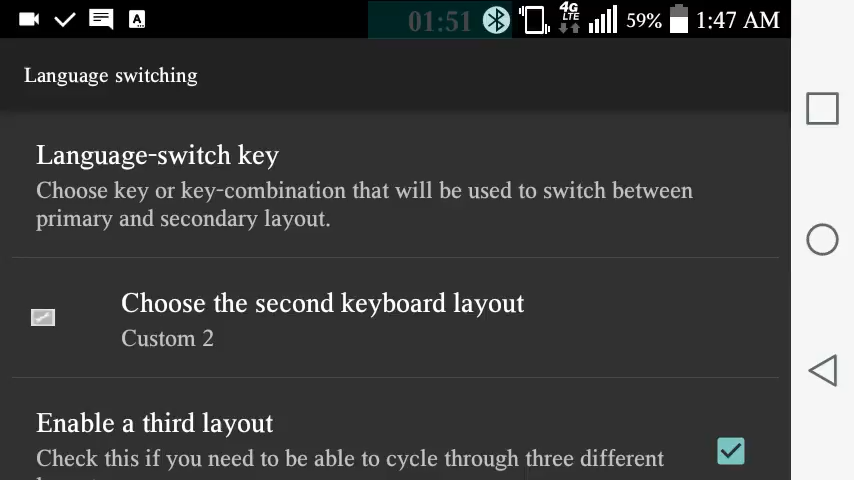 01:51 4G LTE 59% 1:47 AM
Language switching
Language-switch key
Choose key or key-combination that will be used to switch between
primary and secondary layout.
Choose the second keyboard layout
Custom 2
Enable a third layout
Check this if you need to be able to cycle through three different